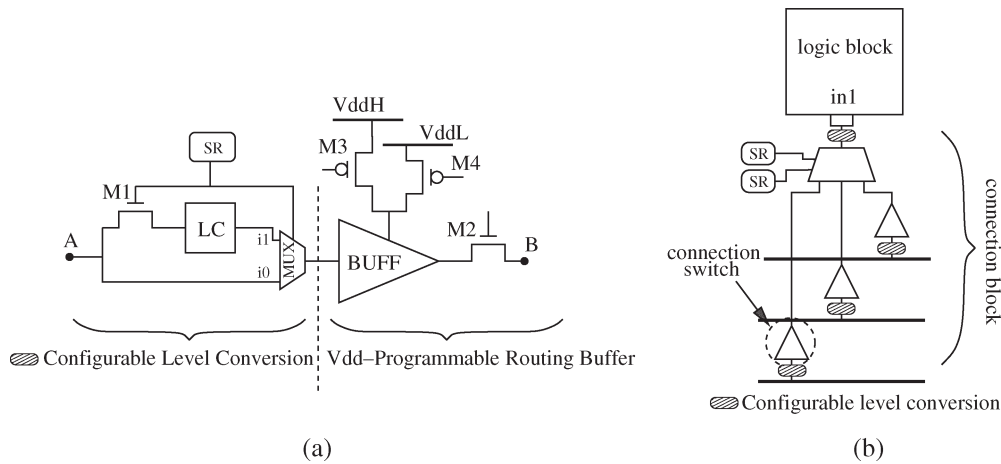 VddH
VddL
M3
M4
SR
M1
LC
i1
i0
MUX
A
BUFF
M2
B
Configurable Level Conversion
Vdd–Programmable Routing Buffer
(a)
logic block
in1
SR
SR
connection
switch
connection block
Configurable level conversion
(b)